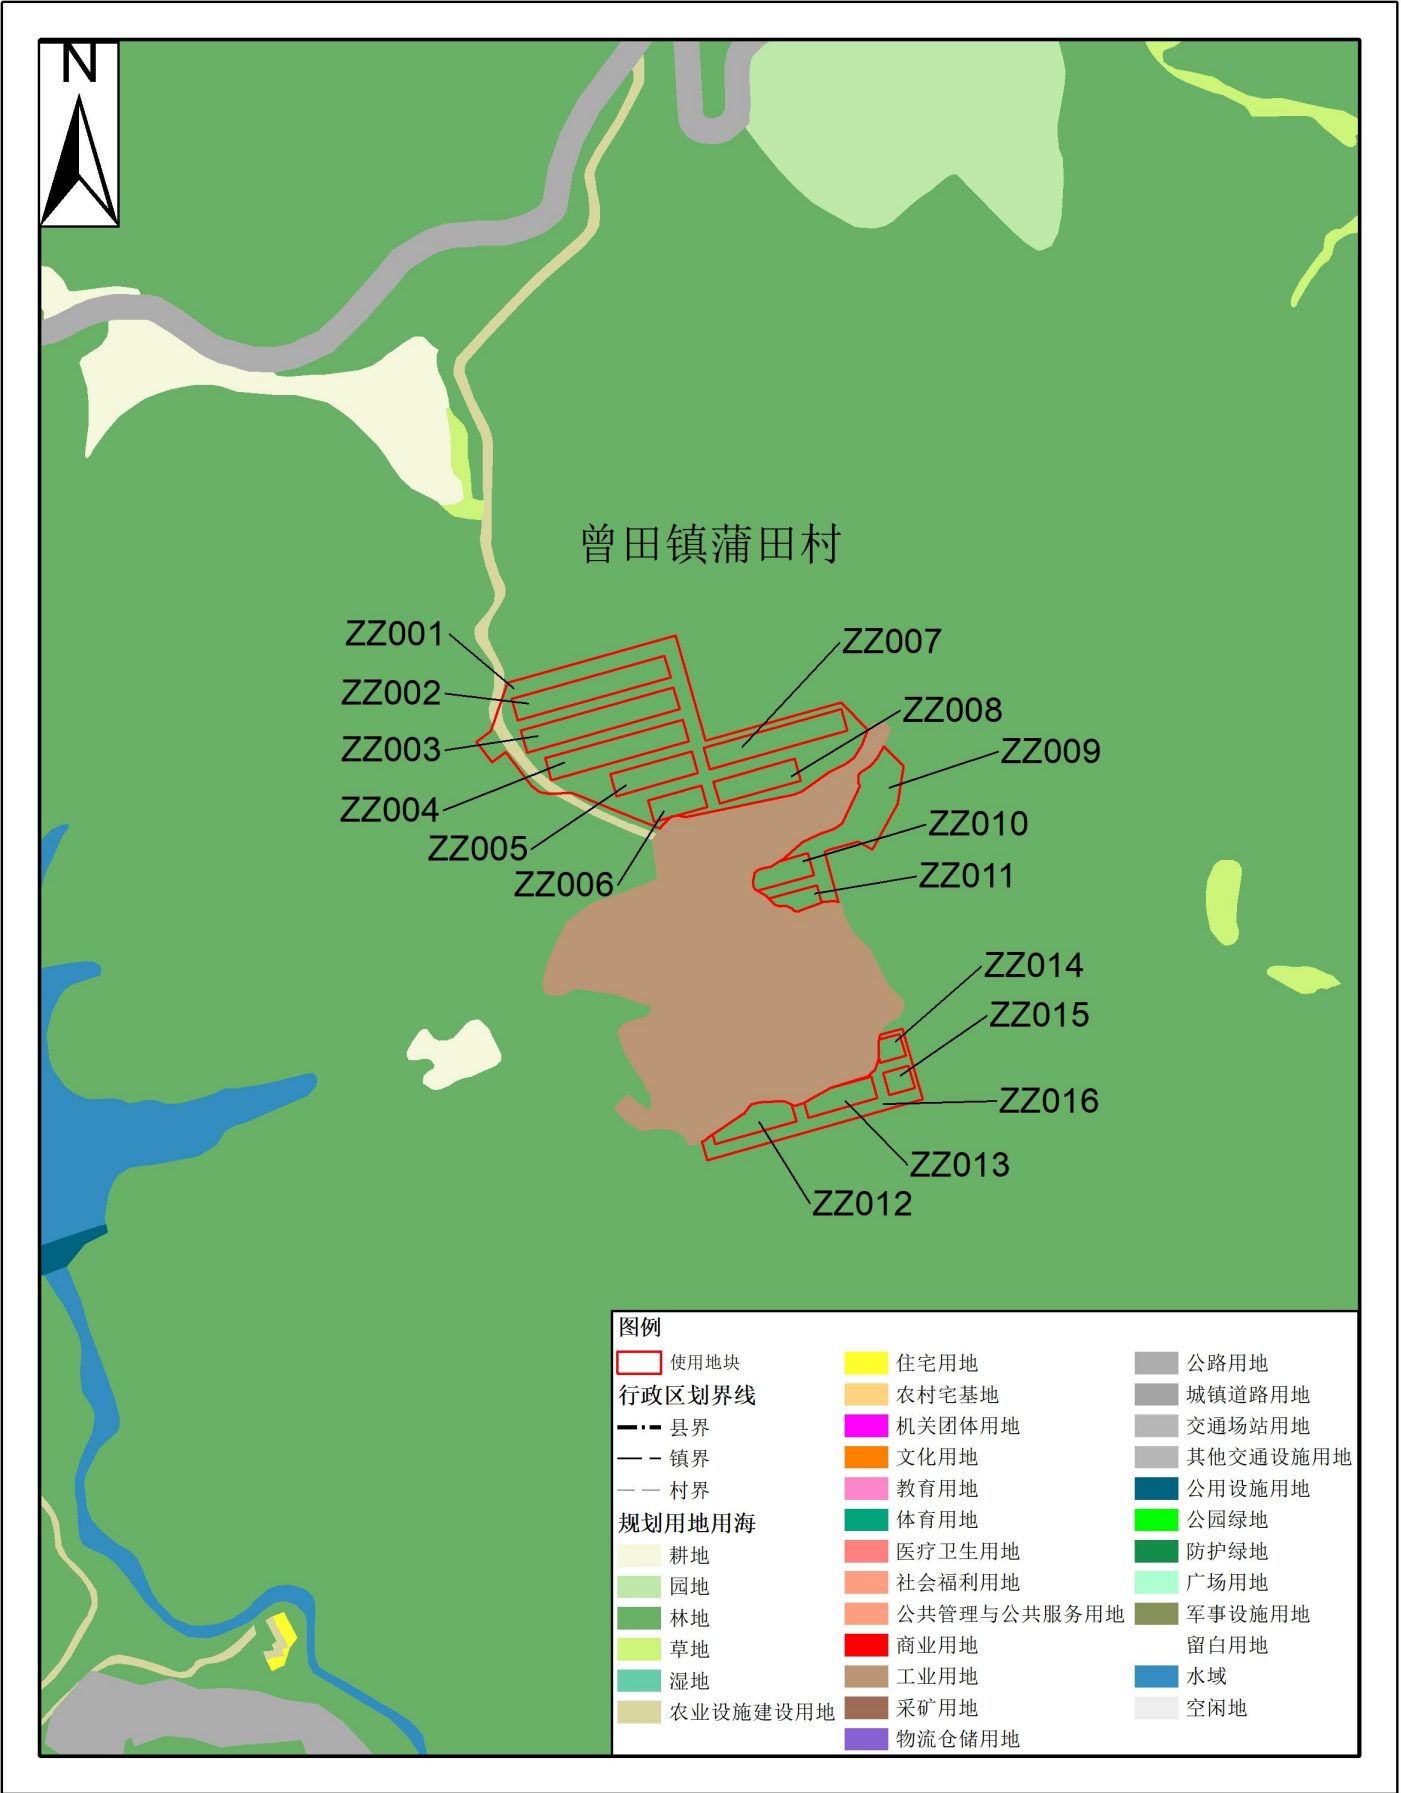 N
曾田镇蒲田村
ZZ001
ZZ002
ZZ003
ZZ004
ZZ005
ZZ006
ZZ007
ZZ008
ZZ009
ZZ010
ZZ011
ZZ014
ZZ015
ZZ016
ZZ013
ZZ012
图例
使用地块
行政区划界线
县界
镇界
村界
规划用地用海
耕地
园地
林地
草地
湿地
农业设施建设用地
住宅用地
农村宅基地
机关团体用地
文化用地
教育用地
体育用地
医疗卫生用地
社会福利用地
公共管理与公共服务用地
商业用地
工业用地
采矿用地
物流仓储用地
公路用地
城镇道路用地
交通场站用地
其他交通设施用地
公用设施用地
公园绿地
防护绿地
广场用地
军事设施用地
留白用地
水域
空闲地